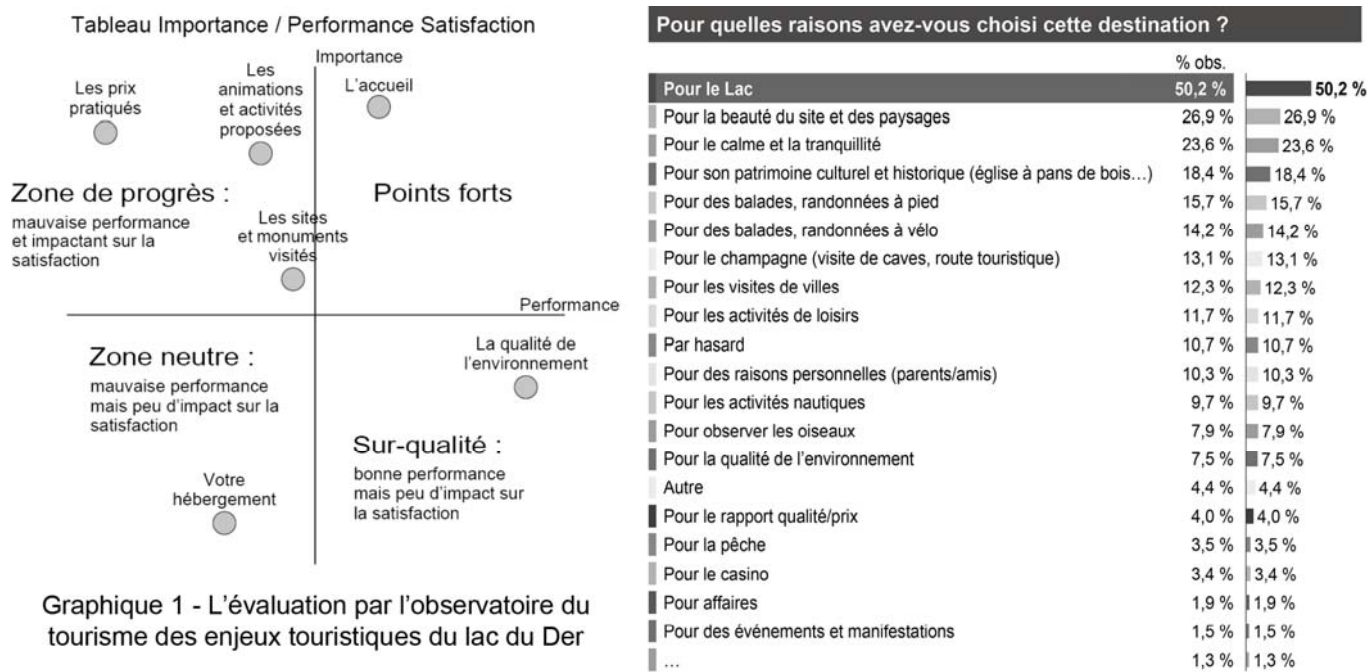 Tableau Importance / Performance Satisfaction
Importance
Les prix
pratiqués
Les
animations
et activités
proposées
L'accueil
Zone de progrès :
mauvaise performance
et impactant sur la
satisfaction
Points forts
Les sites
et monuments
visités
Performance
Zone neutre :
mauvaise performance
mais peu d'impact sur la
satisfaction
La qualité de
l'environnement
Sur-qualité :
bonne performance
mais peu d'impact sur
la satisfaction
Votre
hébergement
Graphique 1 - L'évaluation par l'observatoire du
tourisme des enjeux touristiques du lac du Der
Pour quelles raisons avez-vous choisi cette destination ?
% obs.
Pour le Lac 50,2 % 50,2 %
Pour la beauté du site et des paysages 26,9 % 26,9 %
Pour le calme et la tranquillité 23,6 % 23,6 %
Pour son patrimoine culturel et historique (église à pans de bois…) 18,4 % 18,4 %
Pour des balades, randonnées à pied 15,7 % 15,7 %
Pour des balades, randonnées à vélo 14,2 % 14,2 %
Pour le champagne (visite de caves, route touristique) 13,1 % 13,1 %
Pour les visites de villes 12,3 % 12,3 %
Pour les activités de loisirs 11,7 % 11,7 %
Par hasard 10,7 % 10,7 %
Pour des raisons personnelles (parents/amis) 10,3 % 10,3 %
Pour les activités nautiques 9,7 % 9,7 %
Pour observer les oiseaux 7,9 % 7,9 %
Pour la qualité de l'environnement 7,5 % 7,5 %
Autre 4,4 % 4,4 %
Pour le rapport qualité/prix 4,0 % 4,0 %
Pour la pêche 3,5 % 3,5 %
Pour le casino 3,4 % 3,4 %
Pour affaires 1,9 % 1,9 %
Pour des événements et manifestations 1,5 % 1,5 %
… 1,3 % 1,3 %